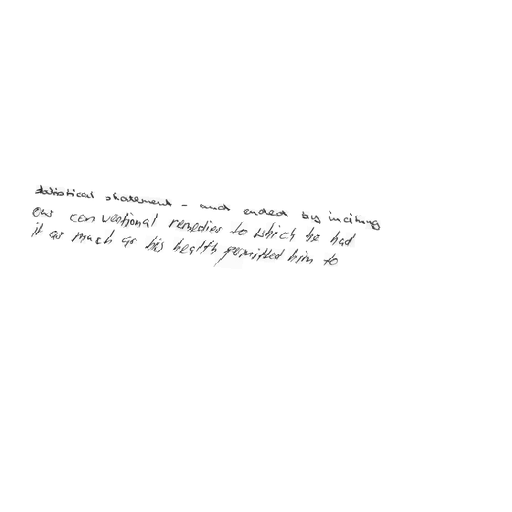 statistical statement - and ended by inciting
our conventional remedies to which he had
it as much as his health permitted him to